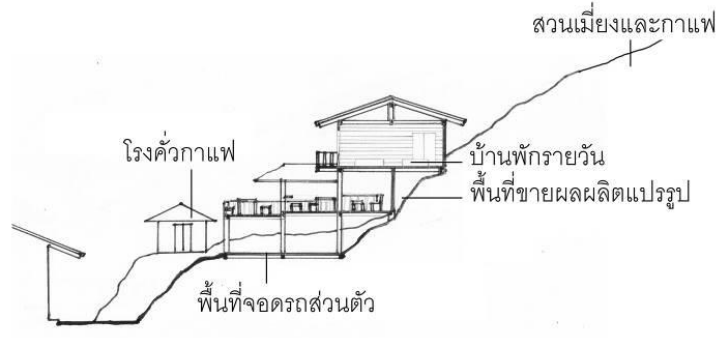 สวนเมี่ยงและกาแฟ
โรงคั่วกาแฟ
บ้านพักรายวัน
พื้นที่ขายผลผลิตแปรรูป
พื้นที่จอดรถส่วนตัว